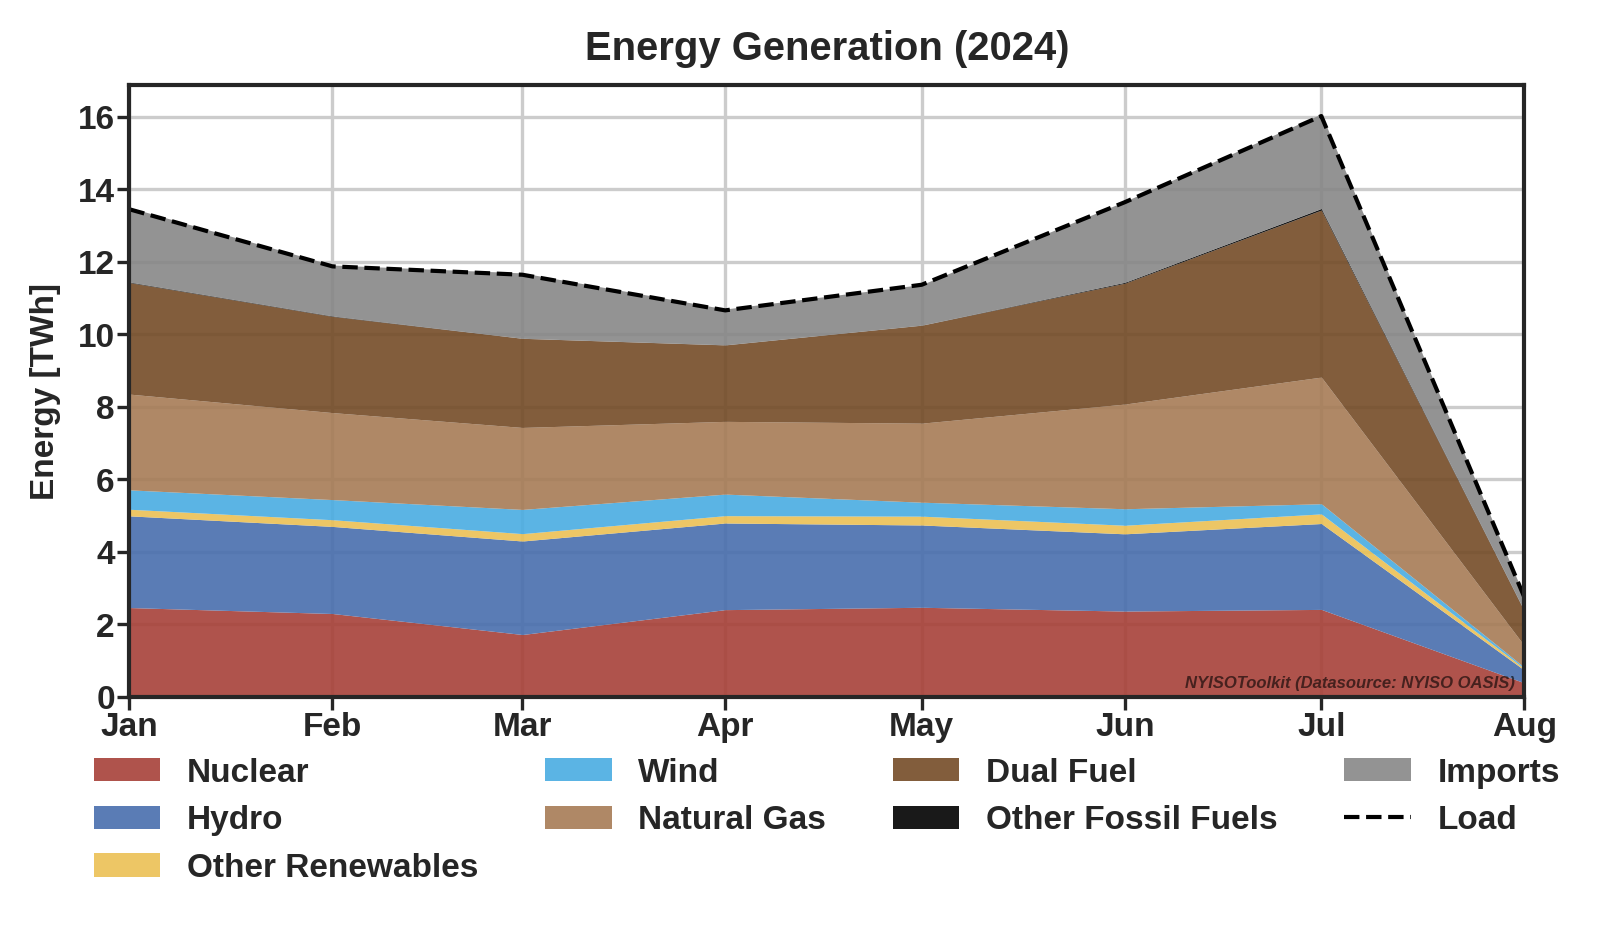 Energy Generation (2024)
Energy [TWh]
16
14
12
10
8
6
4
2
0
NYISOToolkit (Datasource: NYISO OASIS)
Jan Feb Mar Apr May Jun Jul Aug
Nuclear Wind Dual Fuel Imports
Hydro Natural Gas Other Fossil Fuels Load
Other Renewables